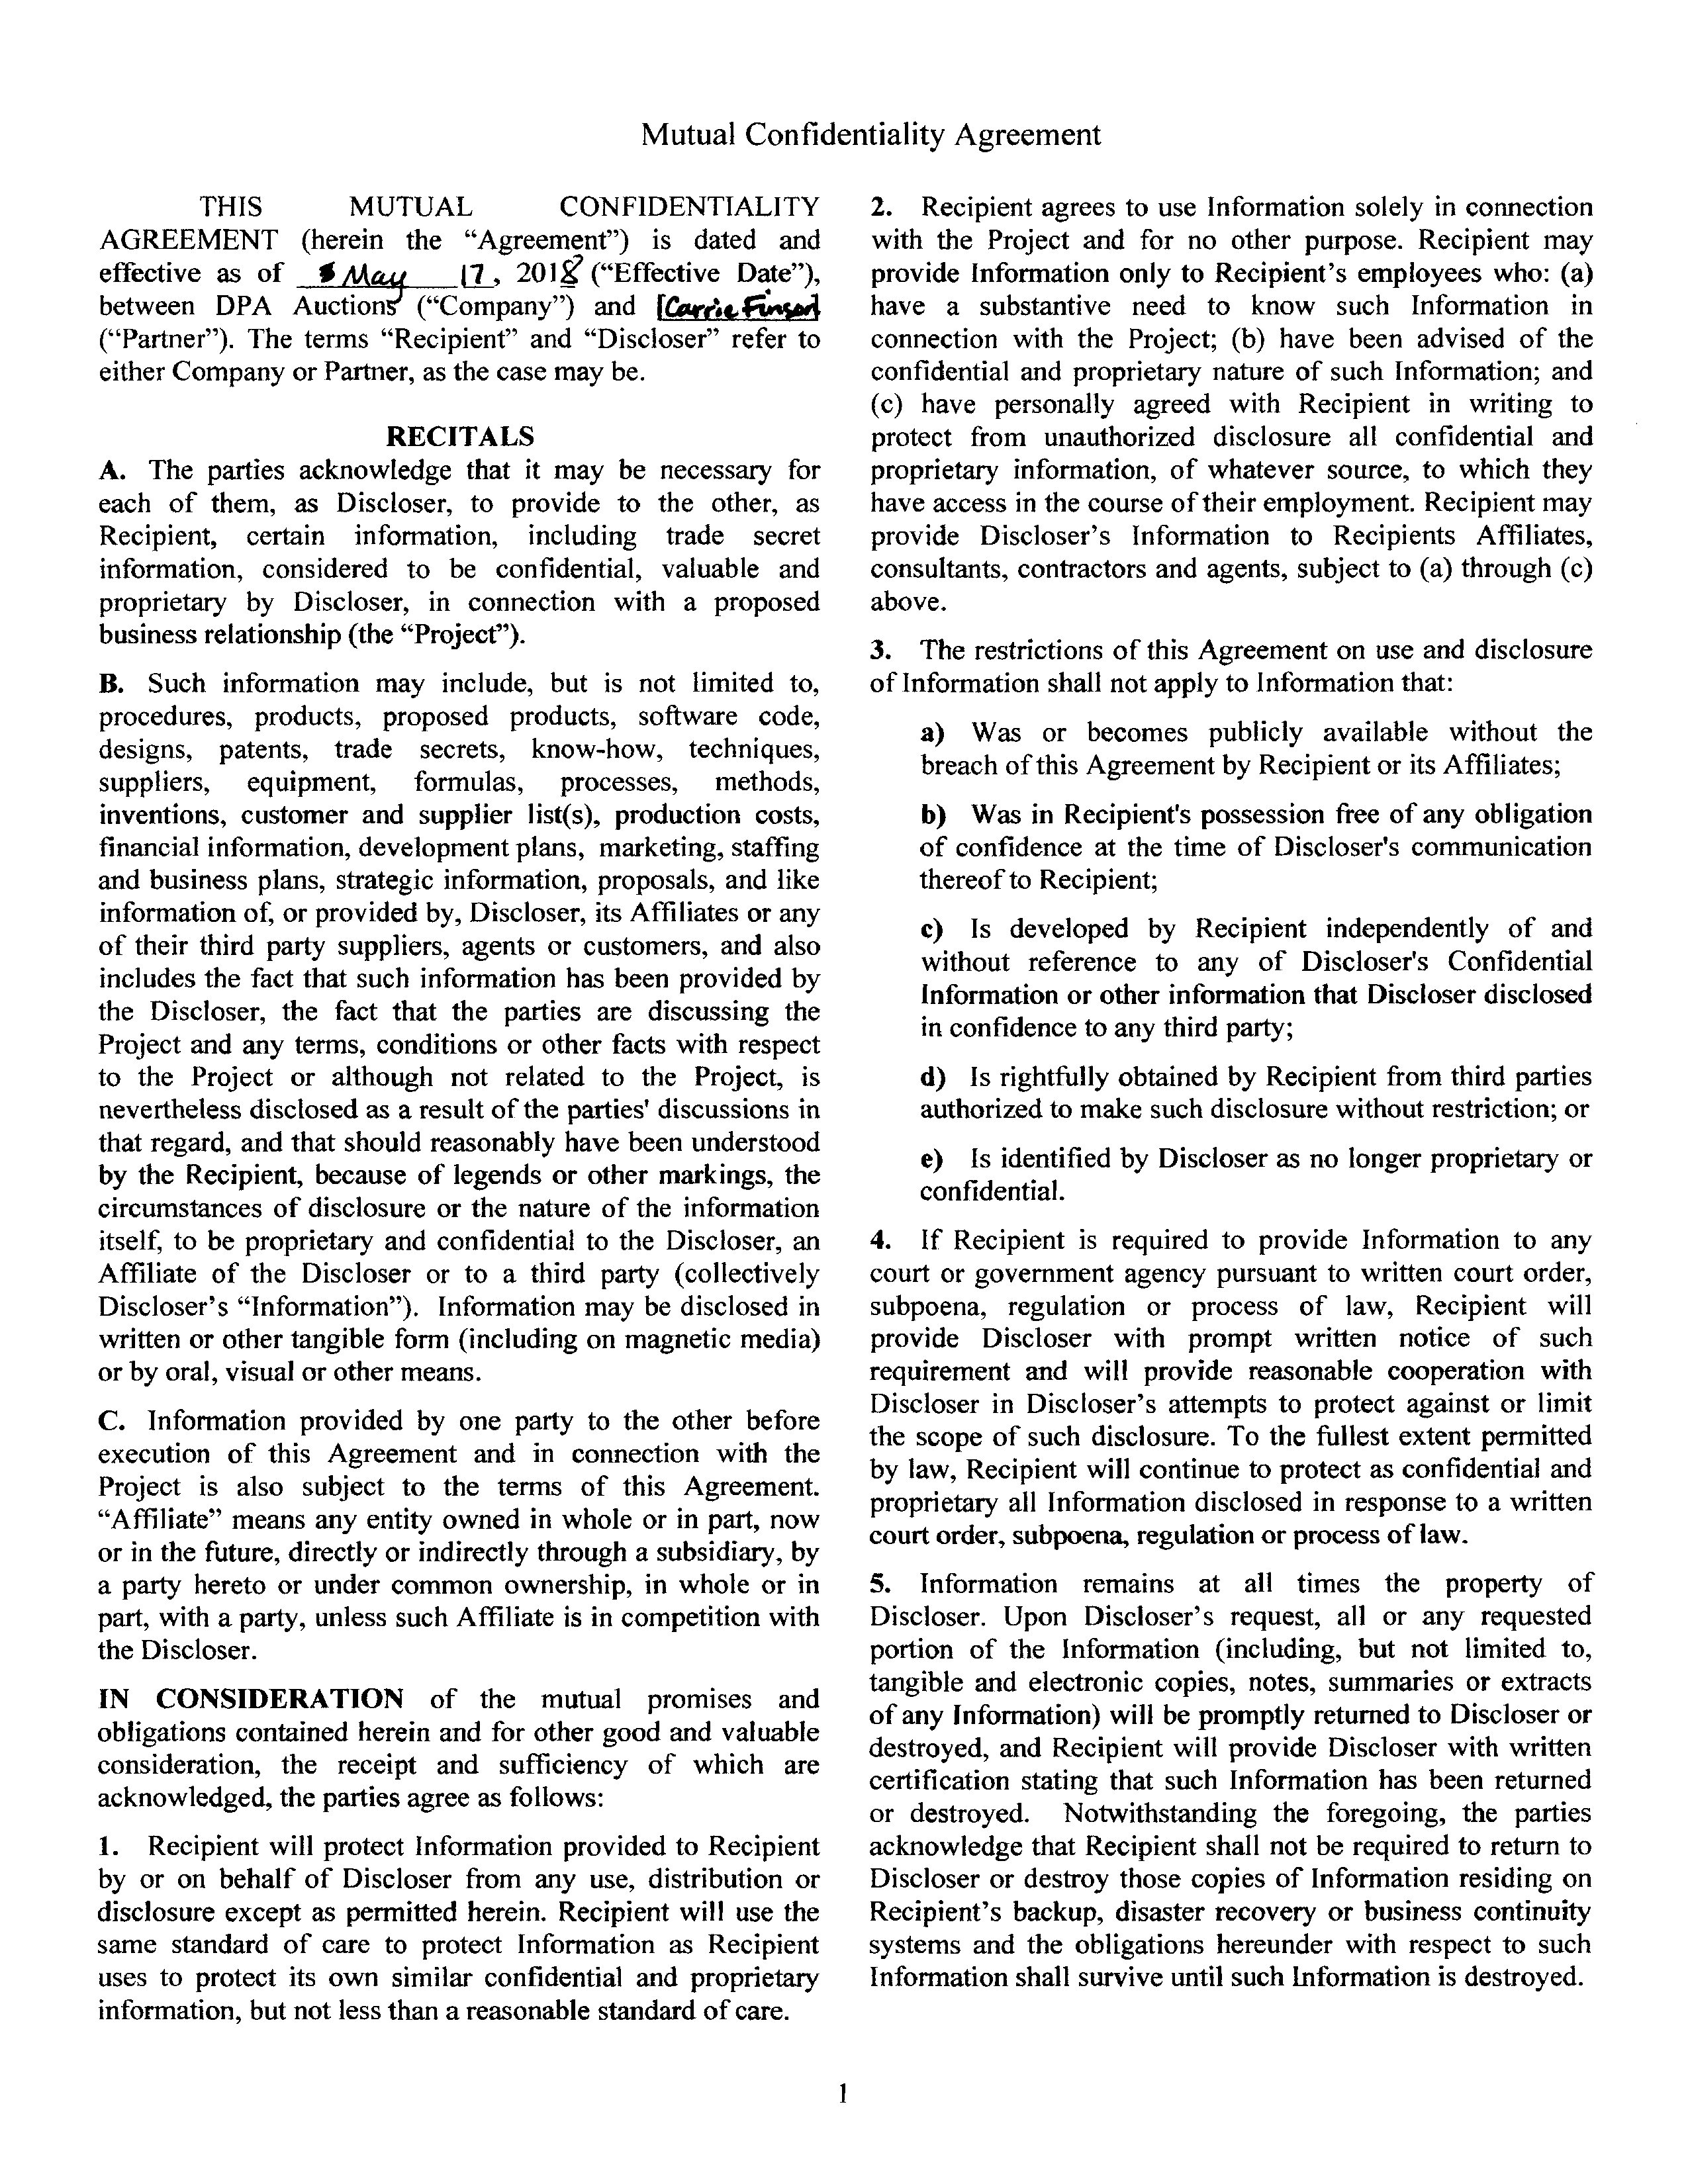 Mutual Confidentiality Agreement
THIS MUTUAL CONFIDENTIALITY
AGREEMENT (herein the “Agreement”) is dated and
effective as of May 17, 2018 (“Effective Date”),
between DPA Auctions (“Company”) and [Carrie Finson]
(“Partner”). The terms “Recipient” and “Discloser” refer to
either Company or Partner, as the case may be.
RECITALS
A. The parties acknowledge that it may be necessary for
each of them, as Discloser, to provide to the other, as
Recipient, certain information, including trade secret
information, considered to be confidential, valuable and
proprietary by Discloser, in connection with a proposed
business relationship (the “Project”).
B. Such information may include, but is not limited to,
procedures, products, proposed products, software code,
designs, patents, trade secrets, know-how, techniques,
suppliers, equipment, formulas, processes, methods,
inventions, customer and supplier list(s), production costs,
financial information, development plans, marketing, staffing
and business plans, strategic information, proposals, and like
information of, or provided by, Discloser, its Affiliates or any
of their third party suppliers, agents or customers, and also
includes the fact that such information has been provided by
the Discloser, the fact that the parties are discussing the
Project and any terms, conditions or other facts with respect
to the Project or although not related to the Project, is
nevertheless disclosed as a result of the parties' discussions in
that regard, and that should reasonably have been understood
by the Recipient, because of legends or other markings, the
circumstances of disclosure or the nature of the information
itself, to be proprietary and confidential to the Discloser, an
Affiliate of the Discloser or to a third party (collectively
Discloser’s “Information”). Information may be disclosed in
written or other tangible form (including on magnetic media)
or by oral, visual or other means.
C. Information provided by one party to the other before
execution of this Agreement and in connection with the
Project is also subject to the terms of this Agreement.
“Affiliate” means any entity owned in whole or in part, now
or in the future, directly or indirectly through a subsidiary, by
a party hereto or under common ownership, in whole or in
part, with a party, unless such Affiliate is in competition with
the Discloser.
IN CONSIDERATION of the mutual promises and
obligations contained herein and for other good and valuable
consideration, the receipt and sufficiency of which are
acknowledged, the parties agree as follows:
1. Recipient will protect Information provided to Recipient
by or on behalf of Discloser from any use, distribution or
disclosure except as permitted herein. Recipient will use the
same standard of care to protect Information as Recipient
uses to protect its own similar confidential and proprietary
information, but not less than a reasonable standard of care.
2. Recipient agrees to use Information solely in connection
with the Project and for no other purpose. Recipient may
provide Information only to Recipient’s employees who: (a)
have a substantive need to know such Information in
connection with the Project; (b) have been advised of the
confidential and proprietary nature of such Information; and
(c) have personally agreed with Recipient in writing to
protect from unauthorized disclosure all confidential and
proprietary information, of whatever source, to which they
have access in the course of their employment. Recipient may
provide Discloser’s Information to Recipients Affiliates,
consultants, contractors and agents, subject to (a) through (c)
above.
3. The restrictions of this Agreement on use and disclosure
of Information shall not apply to Information that:
a) Was or becomes publicly available without the
breach of this Agreement by Recipient or its Affiliates;
b) Was in Recipient's possession free of any obligation
of confidence at the time of Discloser's communication
thereof to Recipient;
c) Is developed by Recipient independently of and
without reference to any of Discloser's Confidential
Information or other information that Discloser disclosed
in confidence to any third party;
d) Is rightfully obtained by Recipient from third parties
authorized to make such disclosure without restriction; or
e) Is identified by Discloser as no longer proprietary or
confidential.
4. If Recipient is required to provide Information to any
court or government agency pursuant to written court order,
subpoena, regulation or process of law, Recipient will
provide Discloser with prompt written notice of such
requirement and will provide reasonable cooperation with
Discloser in Discloser’s attempts to protect against or limit
the scope of such disclosure. To the fullest extent permitted
by law, Recipient will continue to protect as confidential and
proprietary all Information disclosed in response to a written
court order, subpoena, regulation or process of law.
5. Information remains at all times the property of
Discloser. Upon Discloser’s request, all or any requested
portion of the Information (including, but not limited to,
tangible and electronic copies, notes, summaries or extracts
of any Information) will be promptly returned to Discloser or
destroyed, and Recipient will provide Discloser with written
certification stating that such Information has been returned
or destroyed. Notwithstanding the foregoing, the parties
acknowledge that Recipient shall not be required to return to
Discloser or destroy those copies of Information residing on
Recipient’s backup, disaster recovery or business continuity
systems and the obligations hereunder with respect to such
Information shall survive until such Information is destroyed.
1